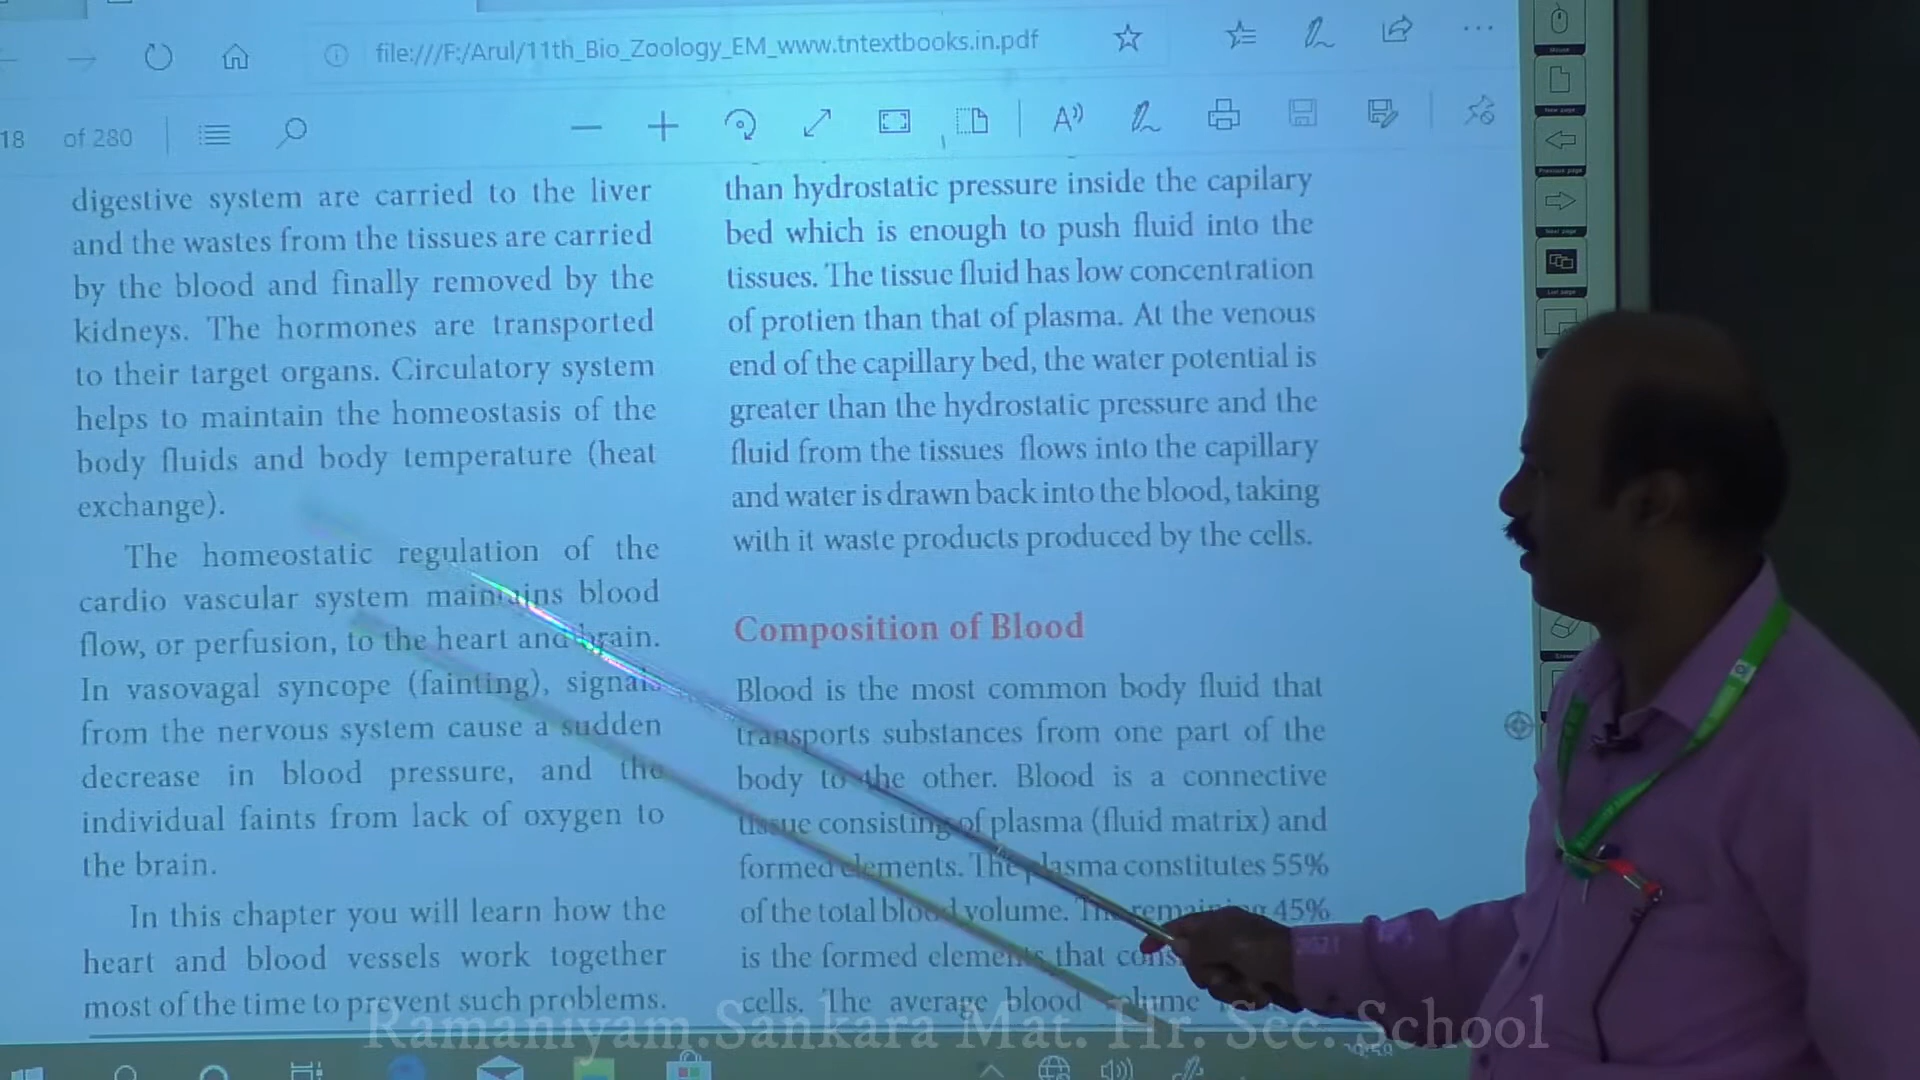 file:///F:/Arul/11th_Bio_Zoology_EM_www.tntextbooks.in.pdf
18 of 280
digestive system are carried to the liver
and the wastes from the tissues are carried
by the blood and finally removed by the
kidneys. The hormones are transported
to their target organs. Circulatory system
helps to maintain the homeostasis of the
body fluids and body temperature (heat
exchange).
The homeostatic regulation of the
cardio vascular system maintains blood
flow, or perfusion, to the heart and brain.
In vasovagal syncope (fainting), signals
from the nervous system cause a sudden
decrease in blood pressure, and the
individual faints from lack of oxygen to
the brain.
In this chapter you will learn how the
heart and blood vessels work together
most of the time to prevent such problems.
than hydrostatic pressure inside the capilary
bed which is enough to push fluid into the
tissues. The tissue fluid has low concentration
of protien than that of plasma. At the venous
end of the capillary bed, the water potential is
greater than the hydrostatic pressure and the
fluid from the tissues flows into the capillary
and water is drawn back into the blood, taking
with it waste products produced by the cells.
Composition of Blood
Blood is the most common body fluid that
transports substances from one part of the
body to the other. Blood is a connective
tissue consisting of plasma (fluid matrix) and
formed elements. The plasma constitutes 55%
of the total blood volume. The remaining 45%
is the formed elements that
cells. The average blood
Mouse
New page
Previous page
Next page
Ramaniyam.Sankara Mat. Hr. Sec. School